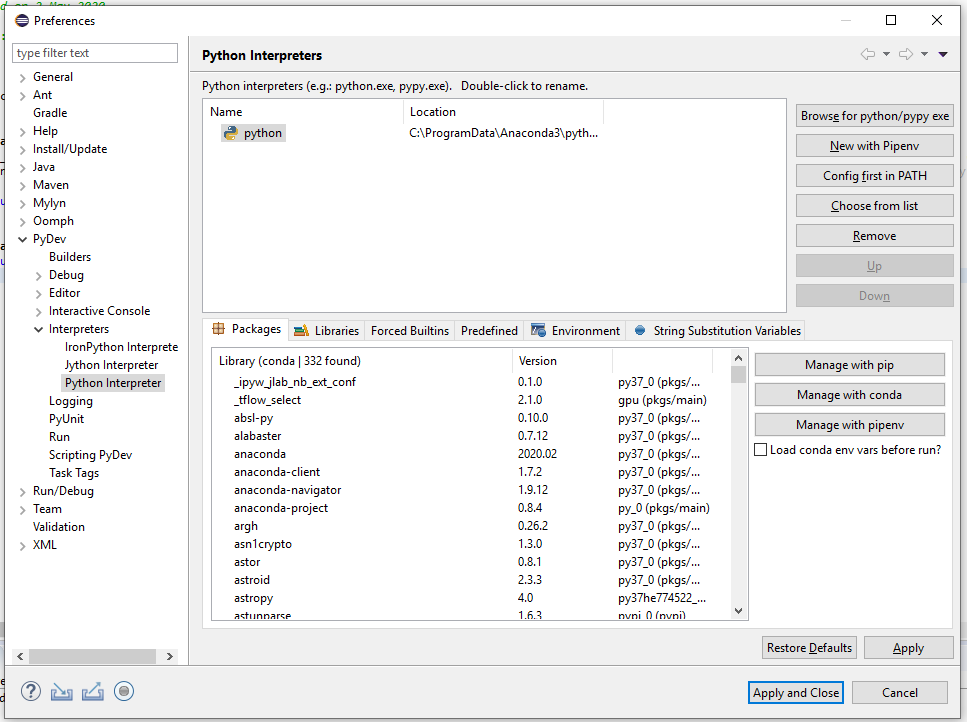 Preferences
type filter text
General
Ant
Gradle
Help
Install/Update
Java
Maven
Mylyn
Oomph
PyDev
Builders
Debug
Editor
Interactive Console
Interpreters
IronPython Interprete
Jython Interpreter
Python Interpreter
Logging
PyUnit
Run
Scripting PyDev
Task Tags
Run/Debug
Team
Validation
XML
Python Interpreters
Python interpreters (e.g.: python.exe, pypy.exe).   Double-click to rename.
Name Location
python C:\ProgramData\Anaconda3\pyth...
Browse for python/pypy exe
New with Pipenv
Config first in PATH
Choose from list
Remove
Up
Down
Packages Libraries Forced Builtins Predefined Environment String Substitution Variables
Library (conda | 332 found) Version
_ipyw_jlab_nb_ext_conf 0.1.0 py37_0 (pkgs/...
_tflow_select 2.1.0 gpu (pkgs/main)
absl-py 0.10.0 py37_0 (pkgs/...
alabaster 0.7.12 py37_0 (pkgs/...
anaconda 2020.02 py37_0 (pkgs/...
anaconda-client 1.7.2 py37_0 (pkgs/...
anaconda-navigator 1.9.12 py37_0 (pkgs/...
anaconda-project 0.8.4 py_0 (pkgs/main)
argh 0.26.2 py37_0 (pkgs/...
asn1crypto 1.3.0 py37_0 (pkgs/...
astor 0.8.1 py37_0 (pkgs/...
astroid 2.3.3 py37_0 (pkgs/...
astropy 4.0 py37he774522_...
astunparse 1.6.3 pypi_0 (pypi)
Manage with pip
Manage with conda
Manage with pipenv
Load conda env vars before run?
Restore Defaults Apply
Apply and Close Cancel